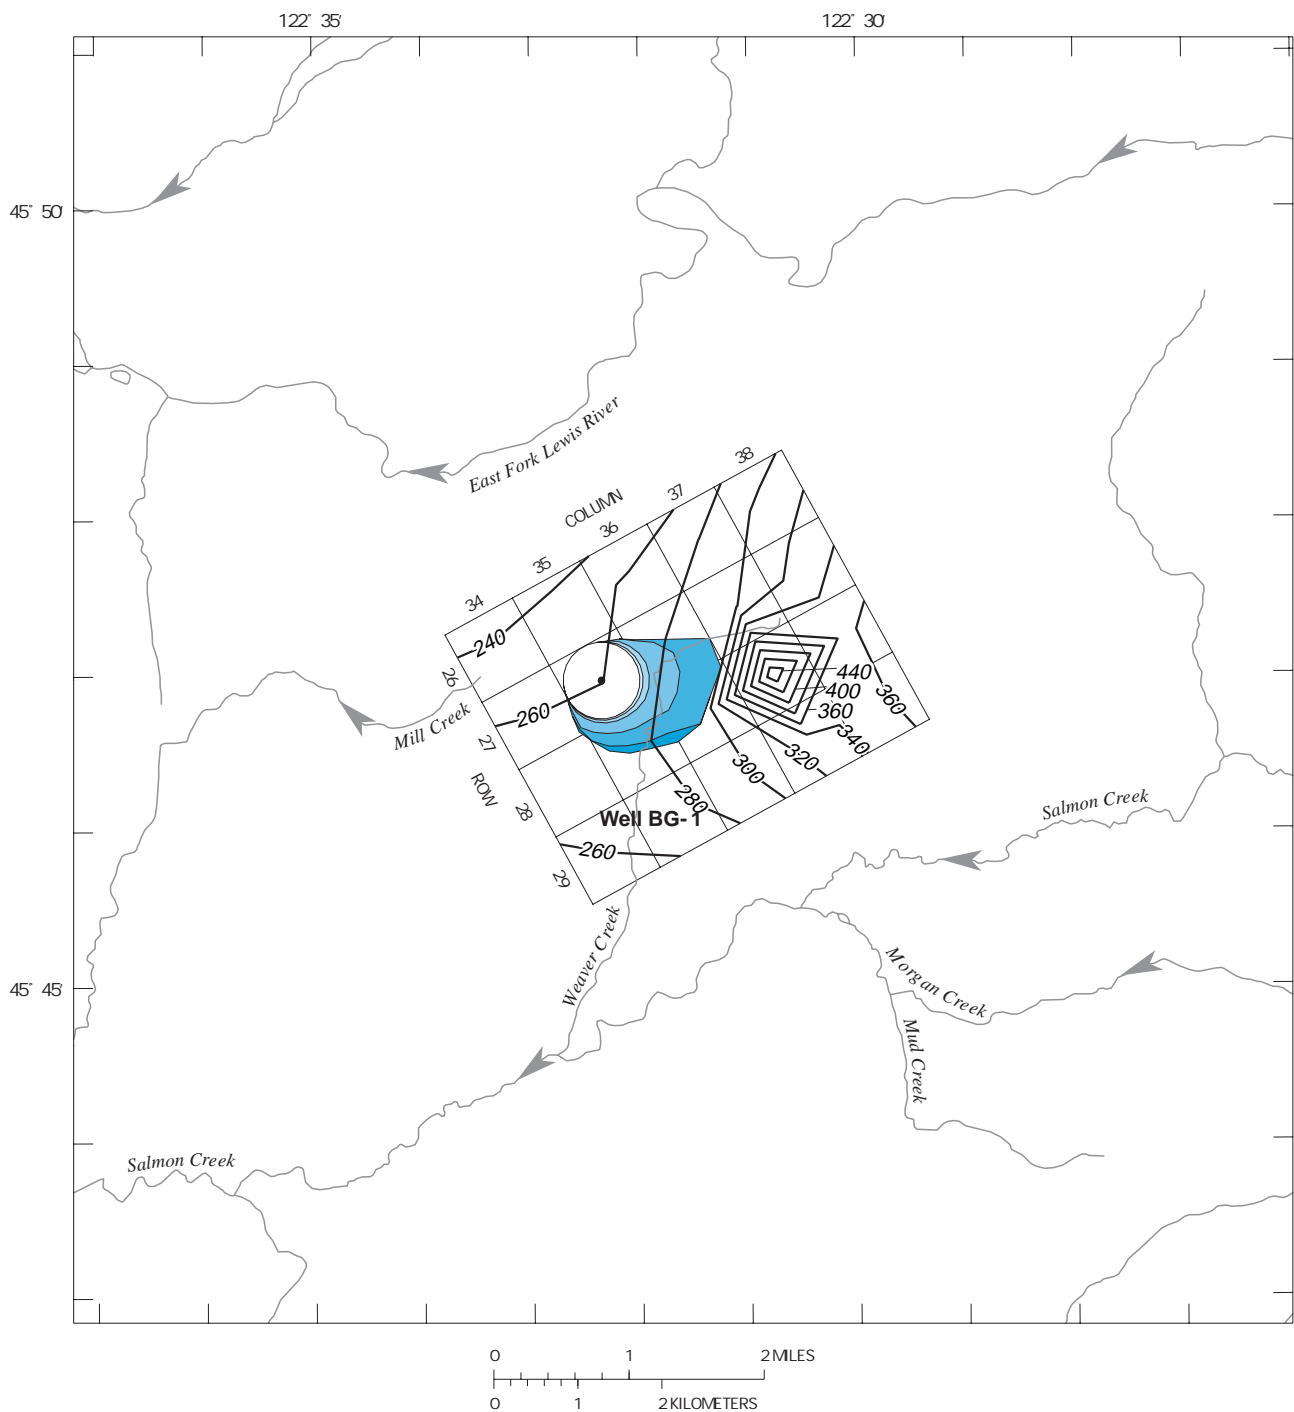 122° 35'
122° 30'
45° 50'
East Fork Lewis River
COLUMN
34
35
36
37
38
240
26
260
Mill Creek
27
ROW
28
29
440
400
360
360
340
320
300
280
Well BG-1
260
Salmon Creek
Weaver Creek
Morgan Creek
45° 45'
Mud Creek
Salmon Creek
0 1 2 MILES
0 1 2 KILOMETERS